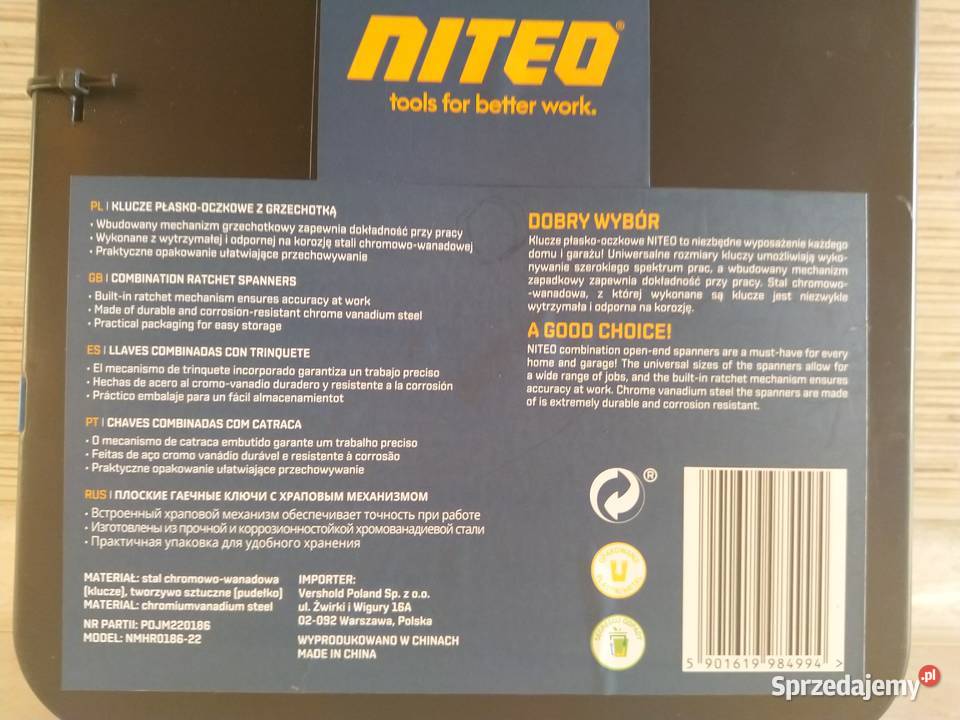 NITEO®
tools for better work.
PL | KLUCZE PŁASKO-OCZKOWE Z GRZECHOTKĄ
• Wbudowany mechanizm grzechotkowy zapewnia dokładność przy pracy
• Wykonane z wytrzymałej i odpornej na korozję stali chromowo-wanadowej
• Praktyczne opakowanie ułatwiające przechowywanie
GB | COMBINATION RATCHET SPANNERS
• Built-in ratchet mechanism ensures accuracy at work
• Made of durable and corrosion-resistant chrome vanadium steel
• Practical packaging for easy storage
ES | LLAVES COMBINADAS CON TRINQUETE
• El mecanismo de trinquete incorporado garantiza un trabajo preciso
• Hechas de acero al cromo-vanadio duradero y resistente a la corrosión
• Práctico embalaje para un fácil almacenamientot
PT | CHAVES COMBINADAS COM CATRACA
• O mecanismo de catraca embutido garante um trabalho preciso
• Feitas de aço cromo vanádio durável e resistente à corrosão
• Praktyczne opakowanie ułatwiające przechowywanie
RUS | ПЛОСКИЕ ГАЕЧНЫЕ КЛЮЧИ С ХРАПОВЫМ МЕХАНИЗМОМ
• Встроенный храповой механизм обеспечивает точность при работе
• Изготовлены из прочной и коррозионностойкой хромованадиевой стали
• Практичная упаковка для удобного хранения
MATERIAŁ: stal chromowo-wanadowa
(klucze), tworzywo sztuczne (pudełko)
MATERIAL: chromiumvanadium steel
NR PARTII: POJM220186
MODEL: NMHR0186-22
IMPORTER:
Vershold Poland Sp. z o.o.
ul. Żwirki i Wigury 16A
02-092 Warszawa, Polska
WYPRODUKOWANO W CHINACH
MADE IN CHINA
DOBRY WYBÓR
Klucze płasko-oczkowe NITEO to niezbędne wyposażenie każdego
domu i garażu! Uniwersalne rozmiary kluczy umożliwiają wyko-
nywanie szerokiego spektrum prac, a wbudowany mechanizm
zapadkowy zapewnia dokładność przy pracy. Stal chromowo-
-wanadowa, z której wykonane są klucze jest niezwykle
wytrzymała i odporna na korozję.
A GOOD CHOICE!
NITEO combination open-end spanners are a must-have for every
home and garage! The universal sizes of the spanners allow for
a wide range of jobs, and the built-in ratchet mechanism ensures
accuracy at work. Chrome vanadium steel the spanners are made
of is extremely durable and corrosion resistant.
®
5 901619 984994 >
Sprzedajemy.pl